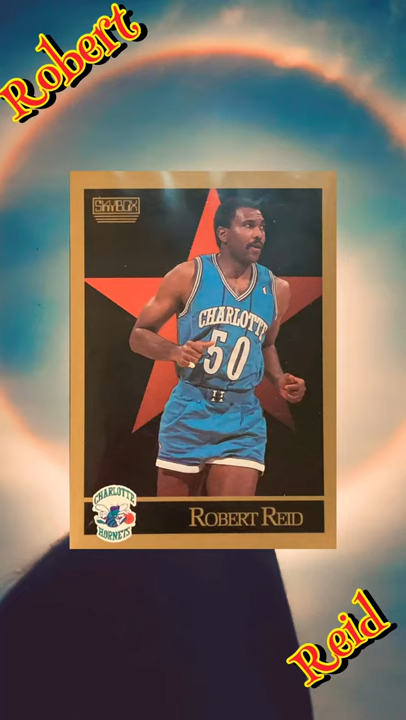 Robert
SKYBOX
CHARLOTTE
50
CHARLOTTE
HORNETS
ROBERT REID
Reid